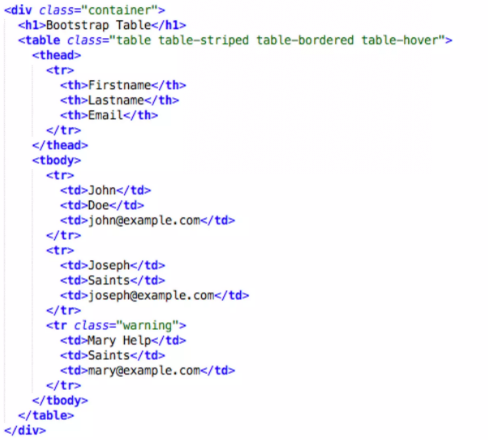 <div class="container">
<h1>Bootstrap Table</h1>
<table class="table table-striped table-bordered table-hover">
<thead>
<tr>
<th>Firstname</th>
<th>Lastname</th>
<th>Email</th>
</tr>
</thead>
<tbody>
<tr>
<td>John</td>
<td>Doe</td>
<td>john@example.com</td>
</tr>
<tr>
<td>Joseph</td>
<td>Saints</td>
<td>joseph@example.com</td>
</tr>
<tr class="warning">
<td>Mary Help</td>
<td>Saints</td>
<td>mary@example.com</td>
</tr>
</tbody>
</table>
</div>